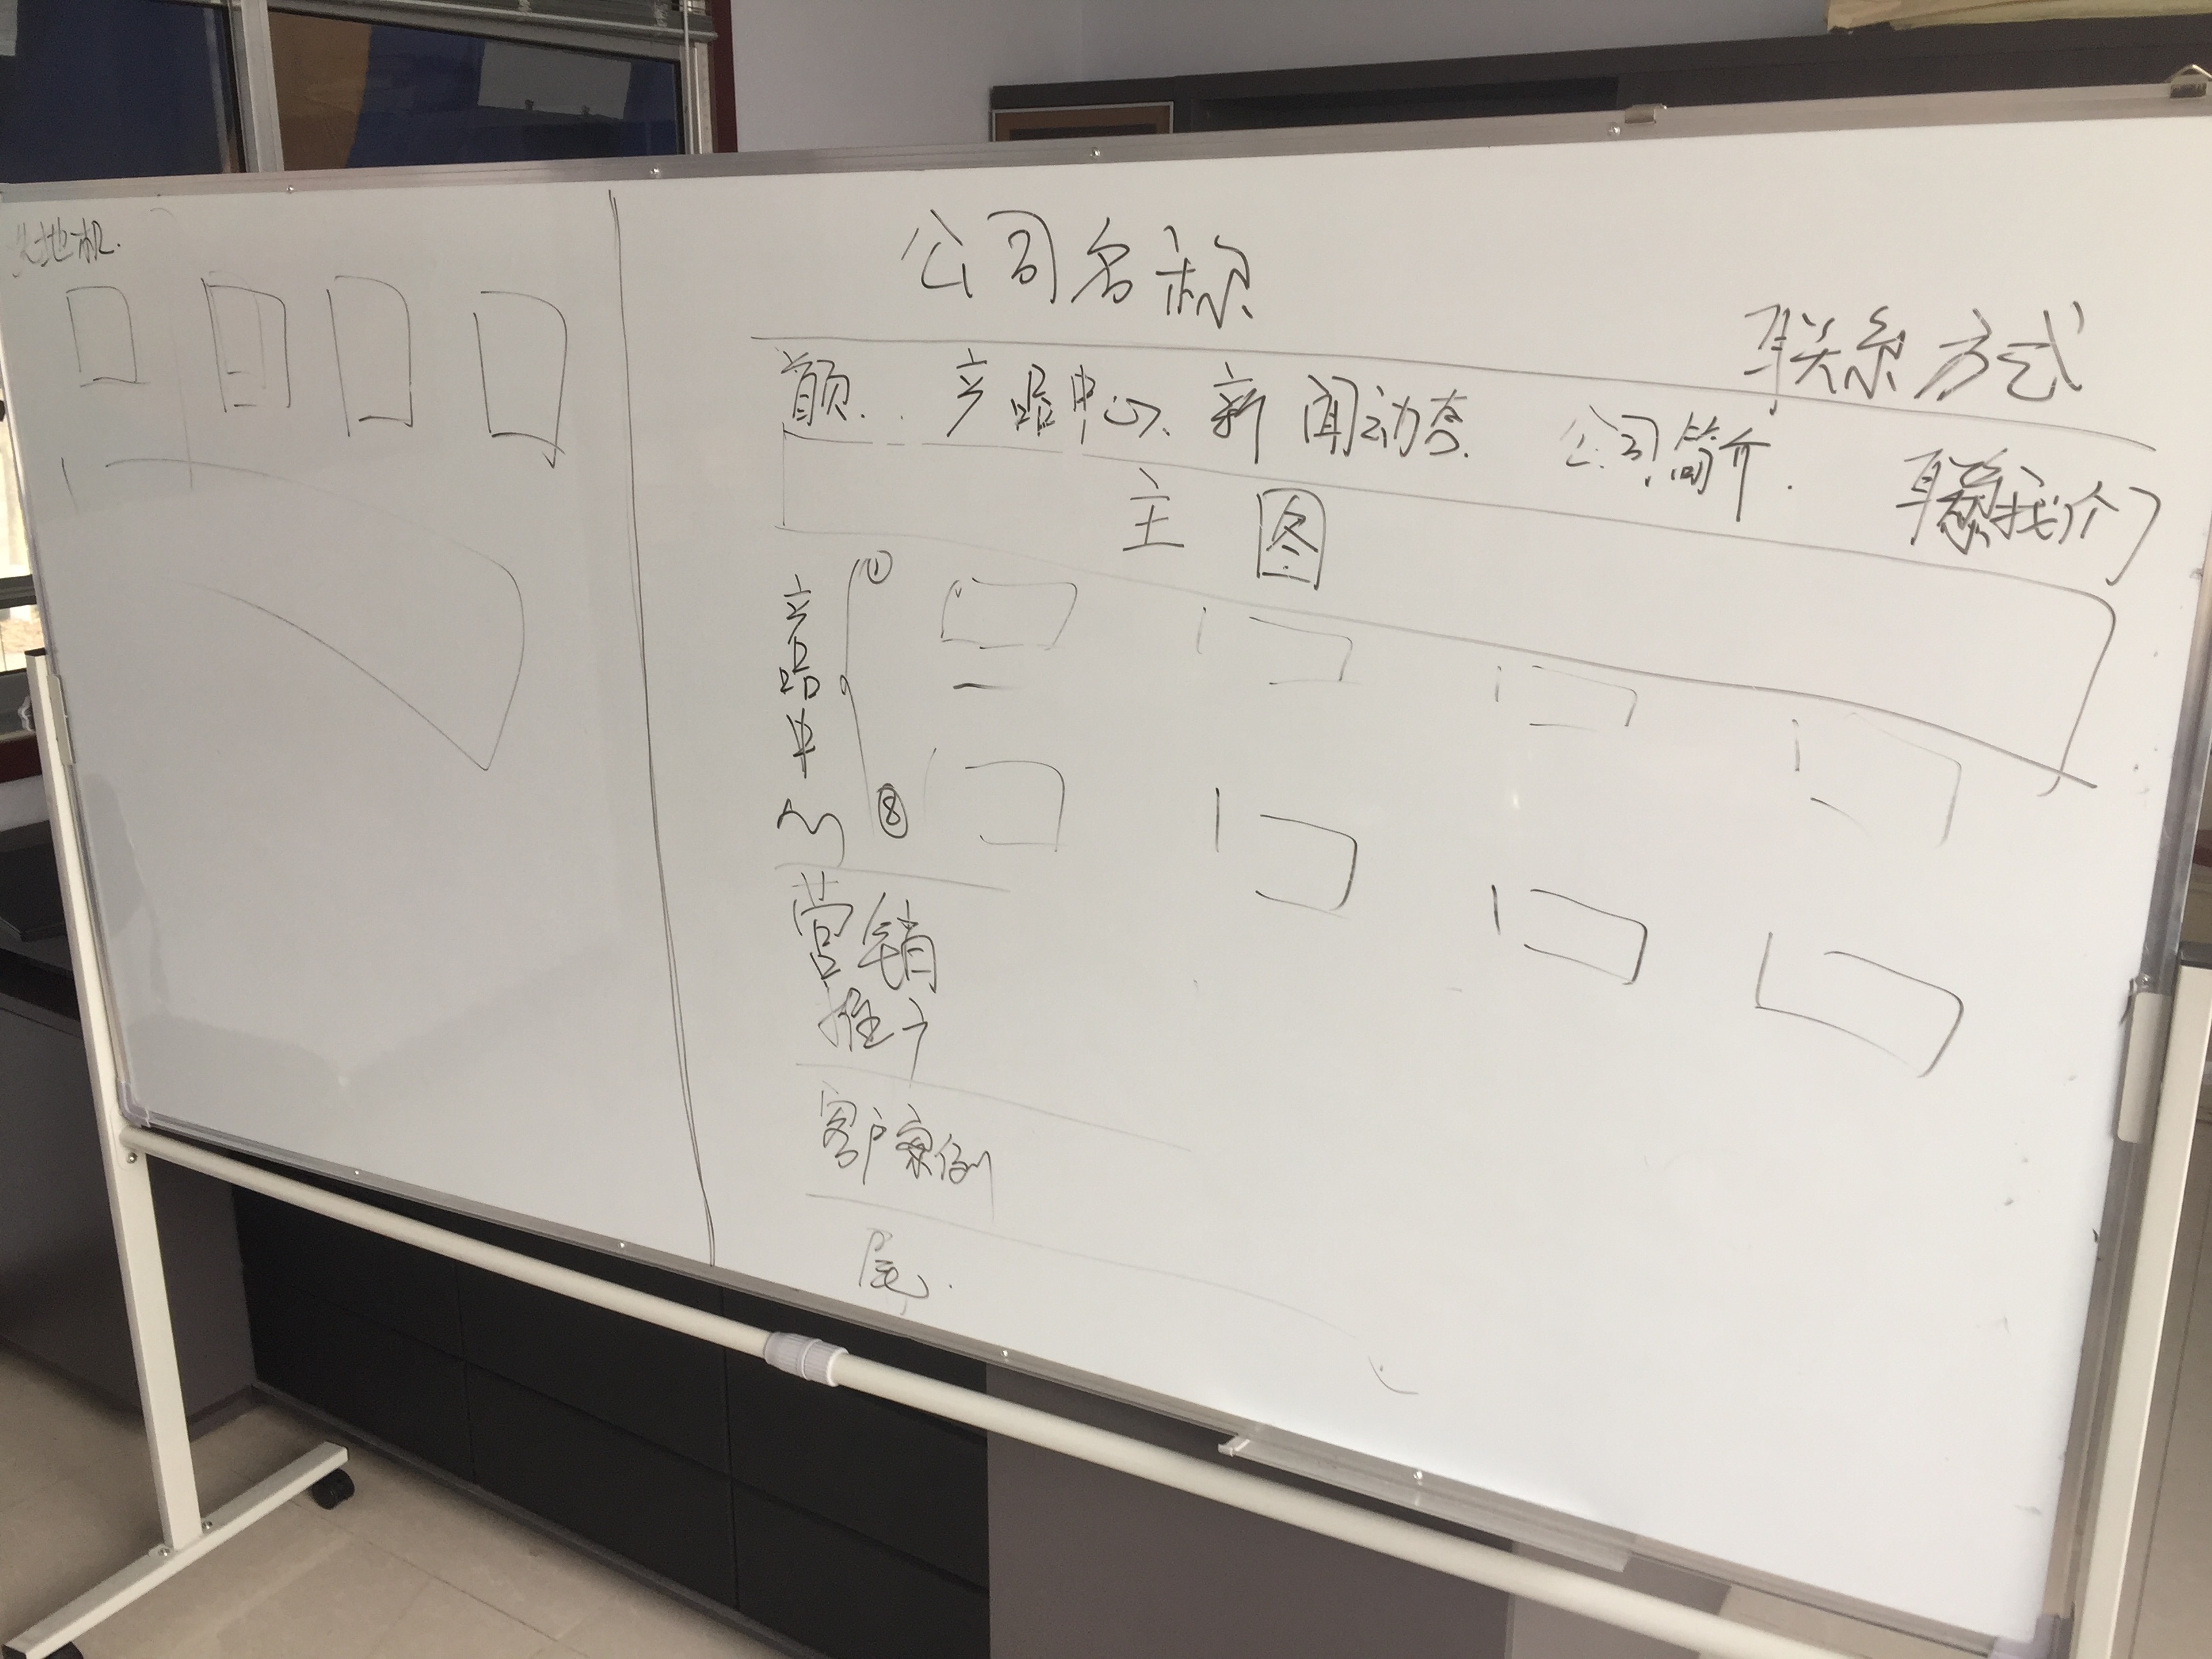 地机.
公司名称
联系方式
首页.. 产品中心、新闻动态. 公司简介. 联系我们
主图
产品中心
①
⑧
营销
推广
客户案例
尾.